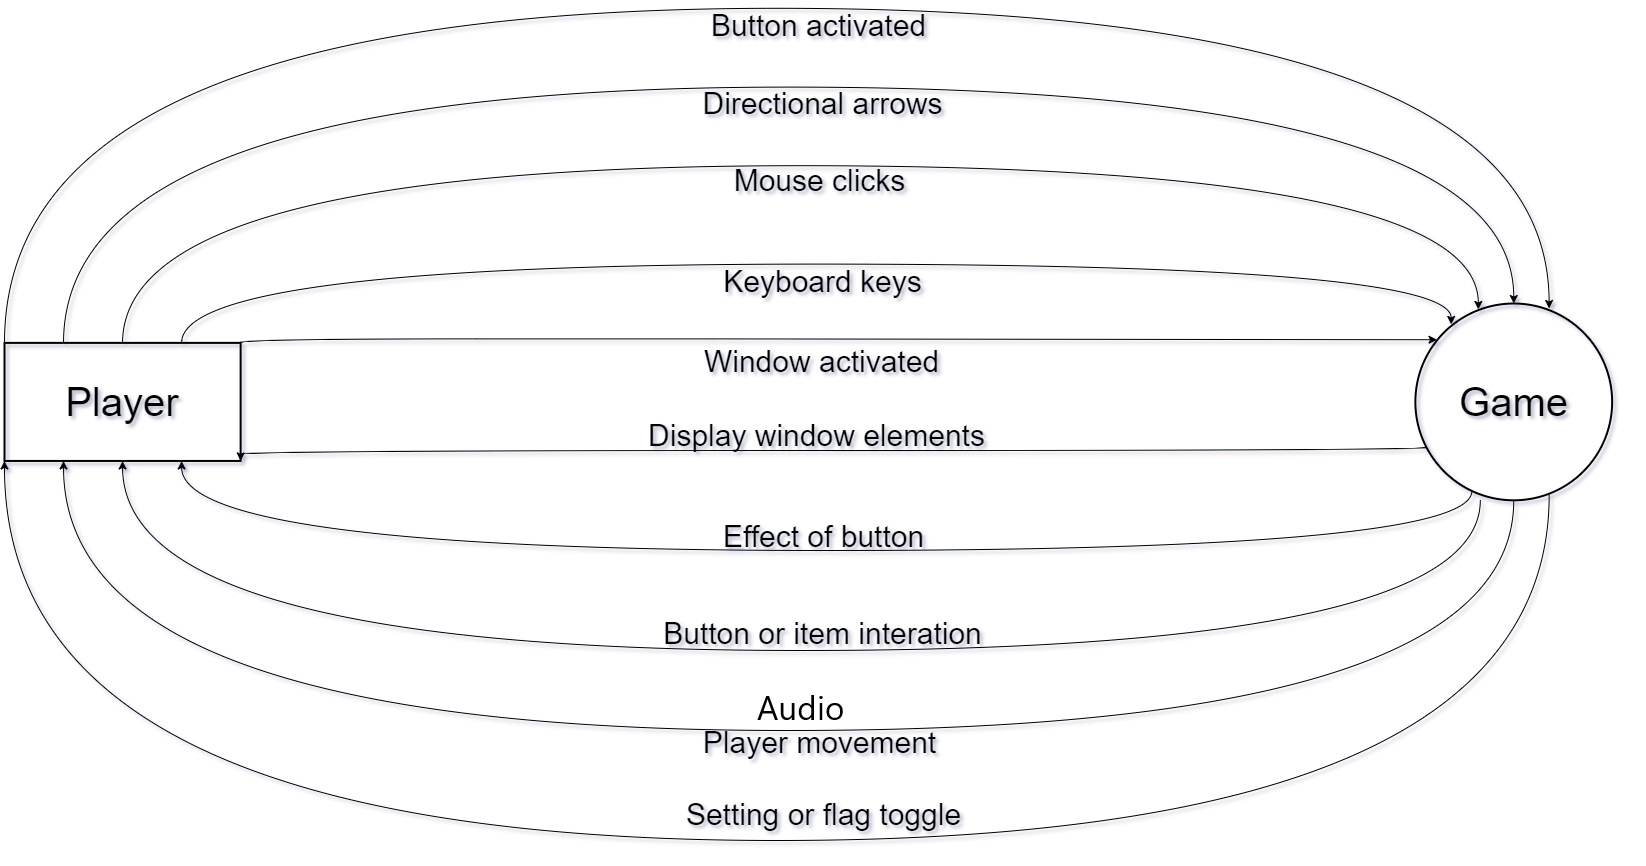 Button activated
Directional arrows
Mouse clicks
Keyboard keys
Window activated
Player
Game
Display window elements
Effect of button
Button or item interation
Audio
Player movement
Setting or flag toggle